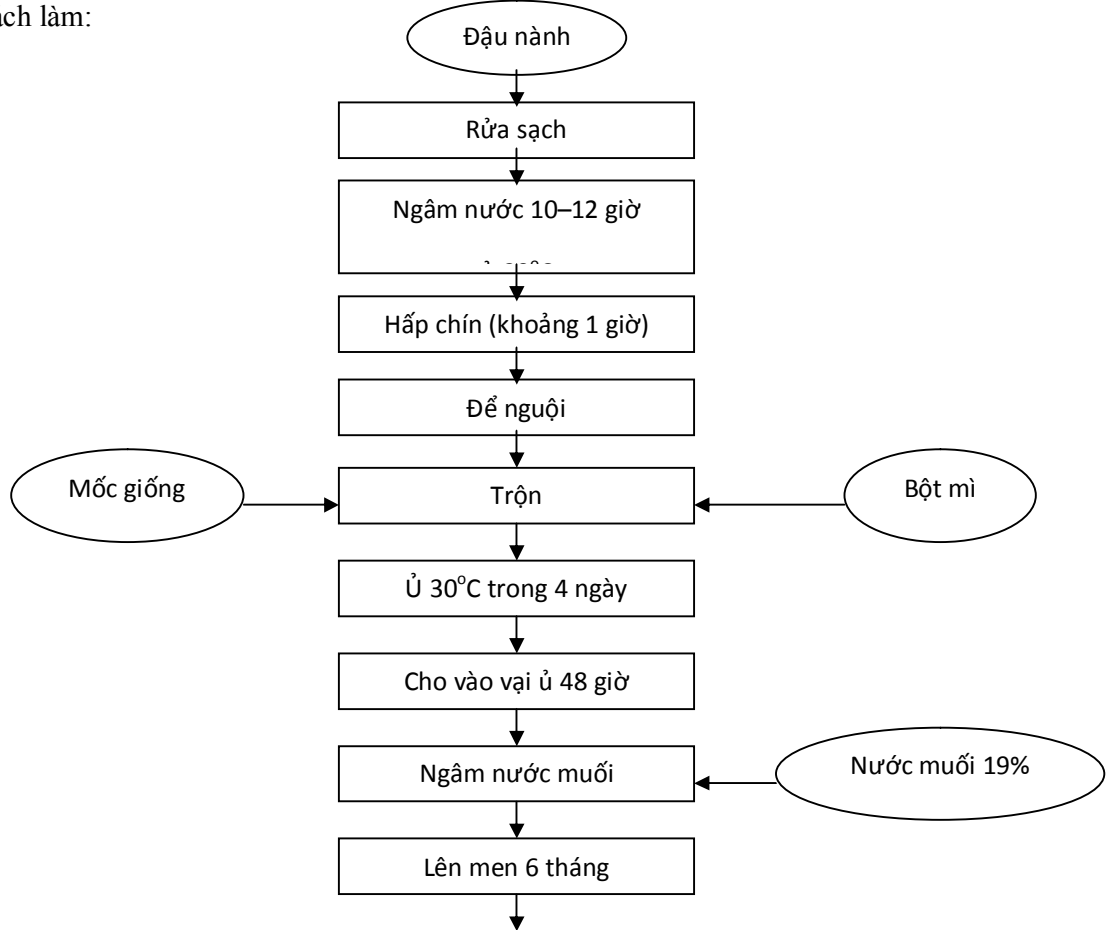 ách làm:
Đậu nành
Rửa sạch
Ngâm nước 10–12 giờ
Hấp chín (khoảng 1 giờ)
Để nguội
Mốc giống
Trộn
Bột mì
Ủ 30°C trong 4 ngày
Cho vào vại ủ 48 giờ
Ngâm nước muối
Nước muối 19%
Lên men 6 tháng